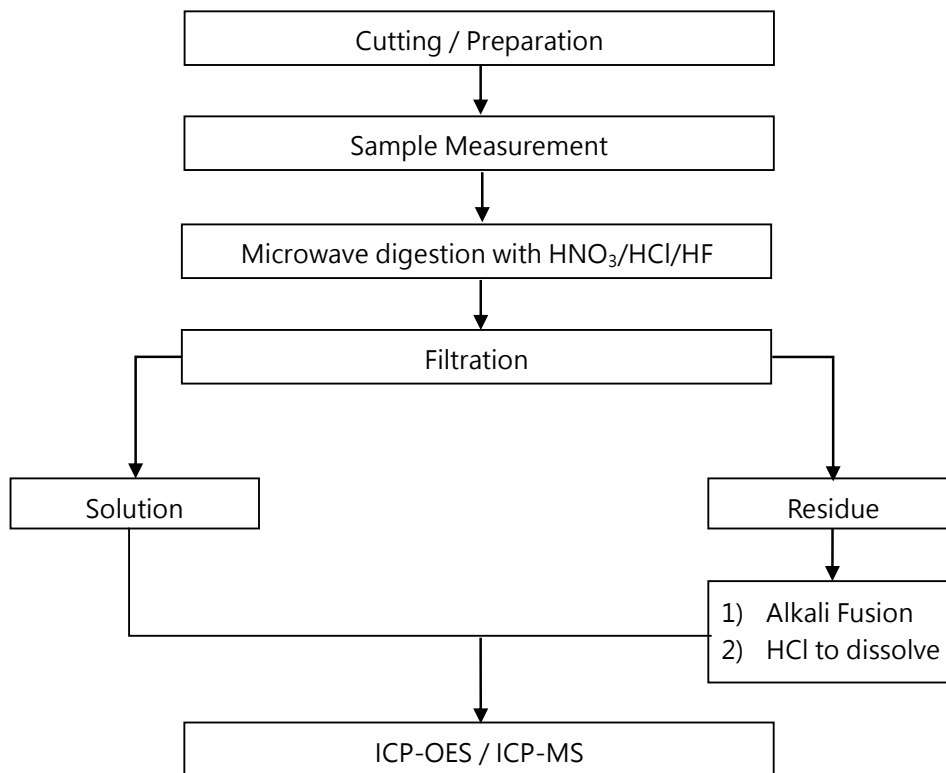 Cutting / Preparation
Sample Measurement
Microwave digestion with HNO₃/HCl/HF
Filtration
Solution
Residue
1) Alkali Fusion
2) HCl to dissolve
ICP-OES / ICP-MS